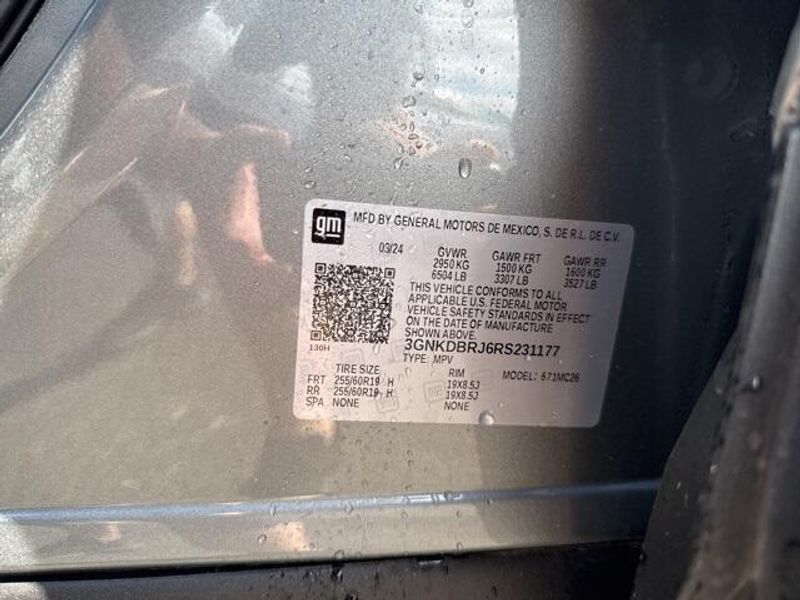 gm
MFD BY GENERAL MOTORS DE MEXICO, S. DE R.L. DE C.V.
03/24 GVWR GAWR FRT GAWR RR
2950 KG 1500 KG 1600 KG
6504 LB 3307 LB 3527 LB
THIS VEHICLE CONFORMS TO ALL
APPLICABLE U.S. FEDERAL MOTOR
VEHICLE SAFETY STANDARDS IN EFFECT
ON THE DATE OF MANUFACTURE
SHOWN ABOVE.
130H
3GNKDBRJ6RS231177
TYPE: MPV
TIRE SIZE RIM MODEL: 671MC26
FRT 255/60R19 H 19X8.5J
RR 255/60R19 H 19X8.5J
SPA NONE NONE